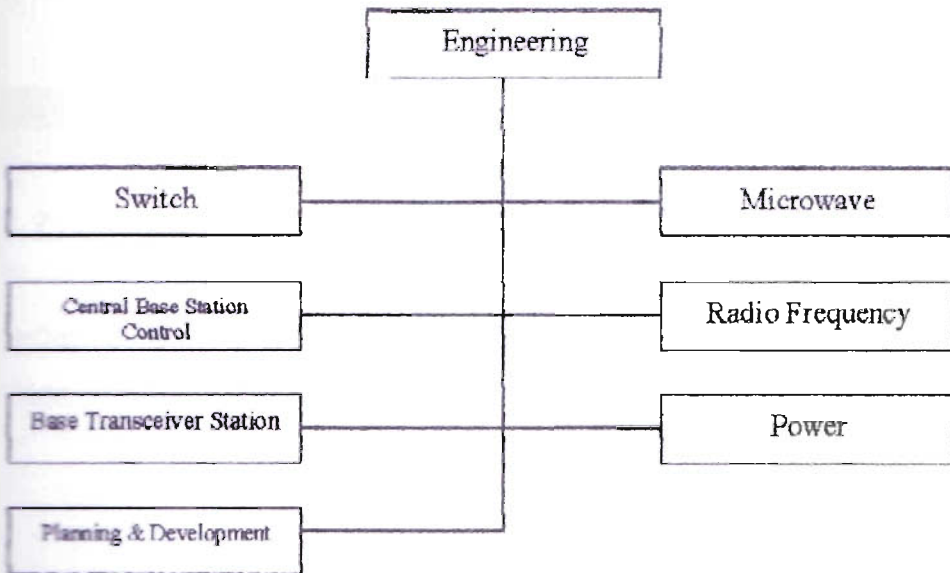 Engineering
Switch
Microwave
Central Base Station
Control
Radio Frequency
Base Transceiver Station
Power
Planning & Development